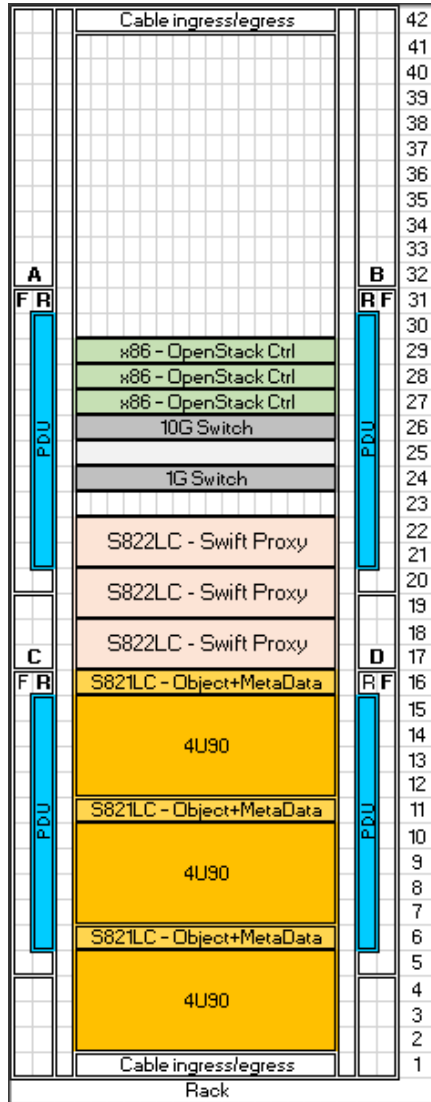 Cable ingress/egress 42
41
40
39
38
37
36
35
34
33
A B 32
F R R F 31
30
x86 - OpenStack Ctrl 29
x86 - OpenStack Ctrl 28
x86 - OpenStack Ctrl 27
10G Switch 26
PDU PDU
25
1G Switch 24
23
S822LC - Swift Proxy 22
21
S822LC - Swift Proxy 20
19
S822LC - Swift Proxy 18
C D 17
F R S821LC - Object+MetaData R F 16
15
4U90 14
13
12
PDU S821LC - Object+MetaData PDU 11
10
4U90 9
8
7
S821LC - Object+MetaData 6
5
4U90 4
3
2
Cable ingress/egress 1
Rack